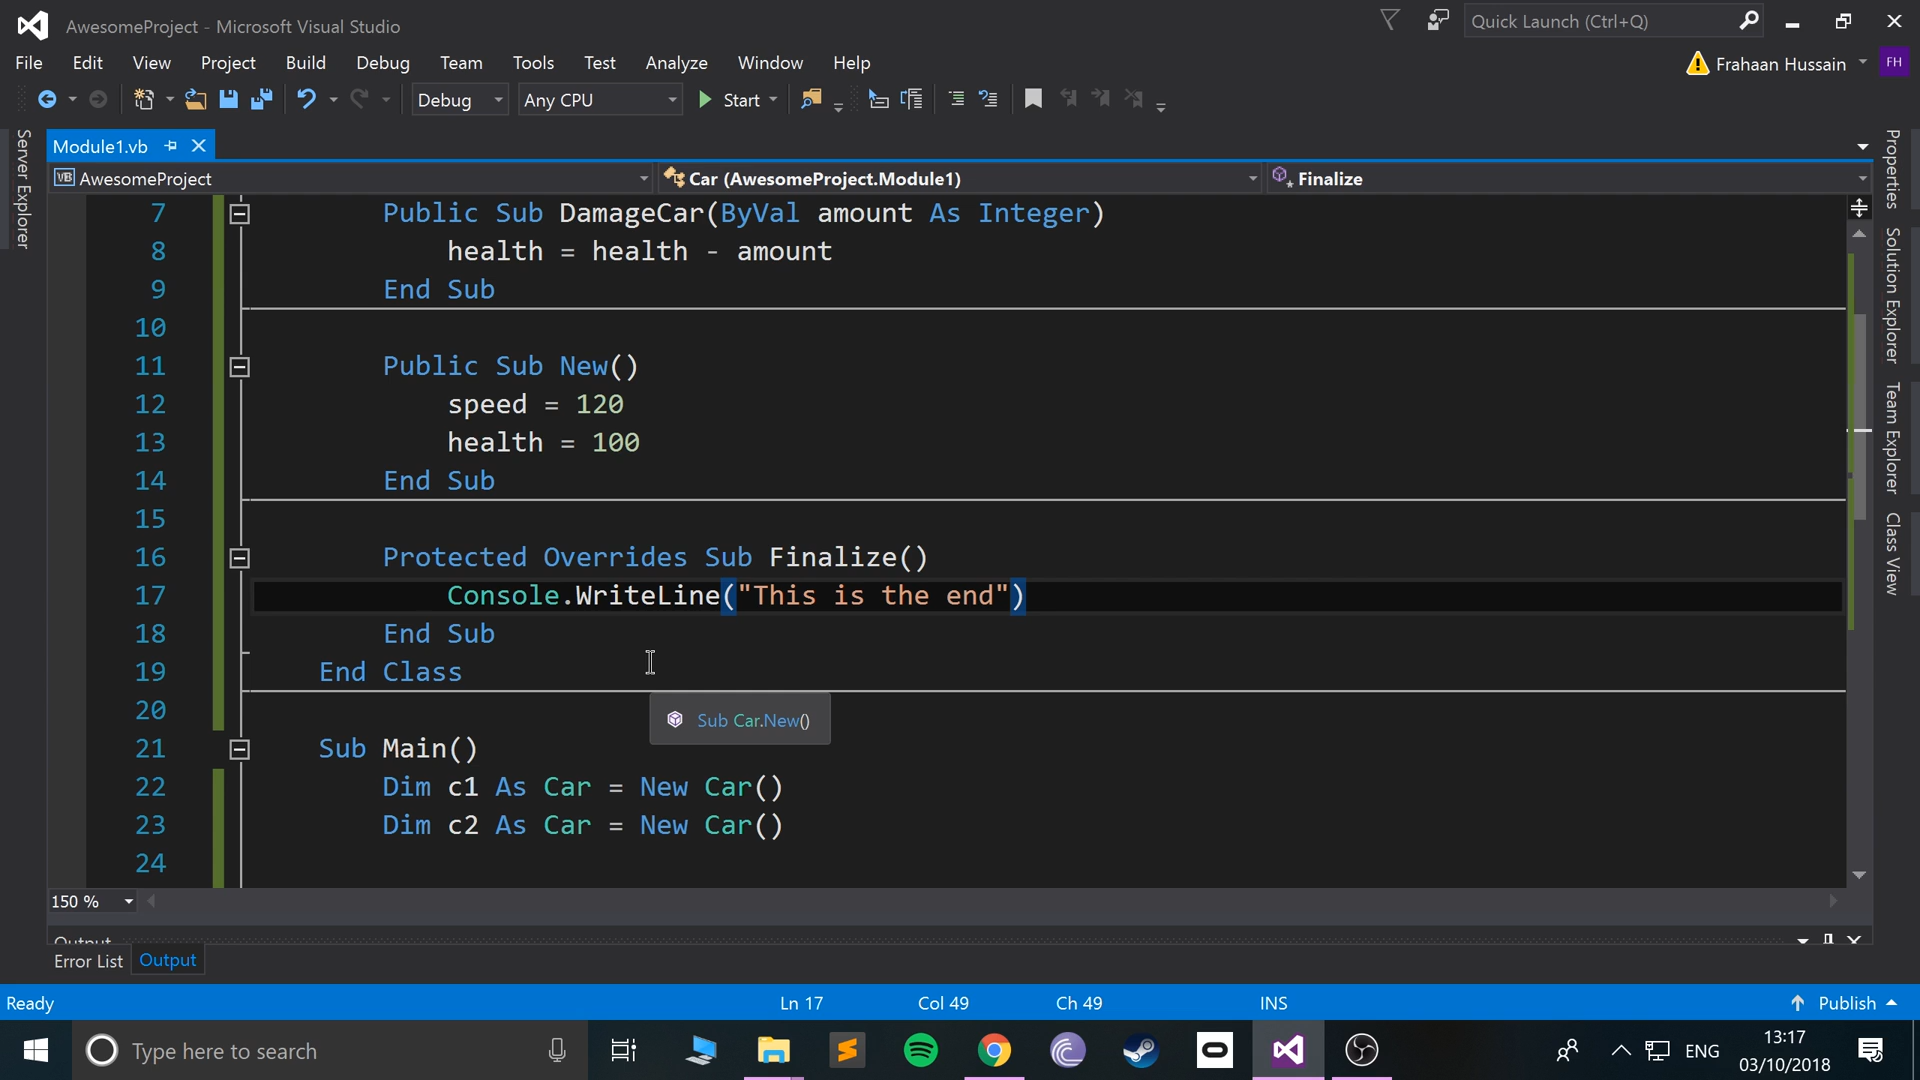 AwesomeProject - Microsoft Visual Studio
Quick Launch (Ctrl+Q)
File Edit View Project Build Debug Team Tools Test Analyze Window Help
Frahaan Hussain FH
Debug Any CPU Start
Server Explorer
Module1.vb
AwesomeProject Car (AwesomeProject.Module1) Finalize
7 Public Sub DamageCar(ByVal amount As Integer)
8 health = health - amount
9 End Sub
10
11 Public Sub New()
12 speed = 120
13 health = 100
14 End Sub
15
16 Protected Overrides Sub Finalize()
17 Console.WriteLine("This is the end")
18 End Sub
19 End Class
20
Sub Car.New()
21 Sub Main()
22 Dim c1 As Car = New Car()
23 Dim c2 As Car = New Car()
24
Properties
Solution Explorer
Team Explorer
Class View
150 %
Output
Error List Output
Ready Ln 17 Col 49 Ch 49 INS Publish
Type here to search
ENG
13:17
03/10/2018